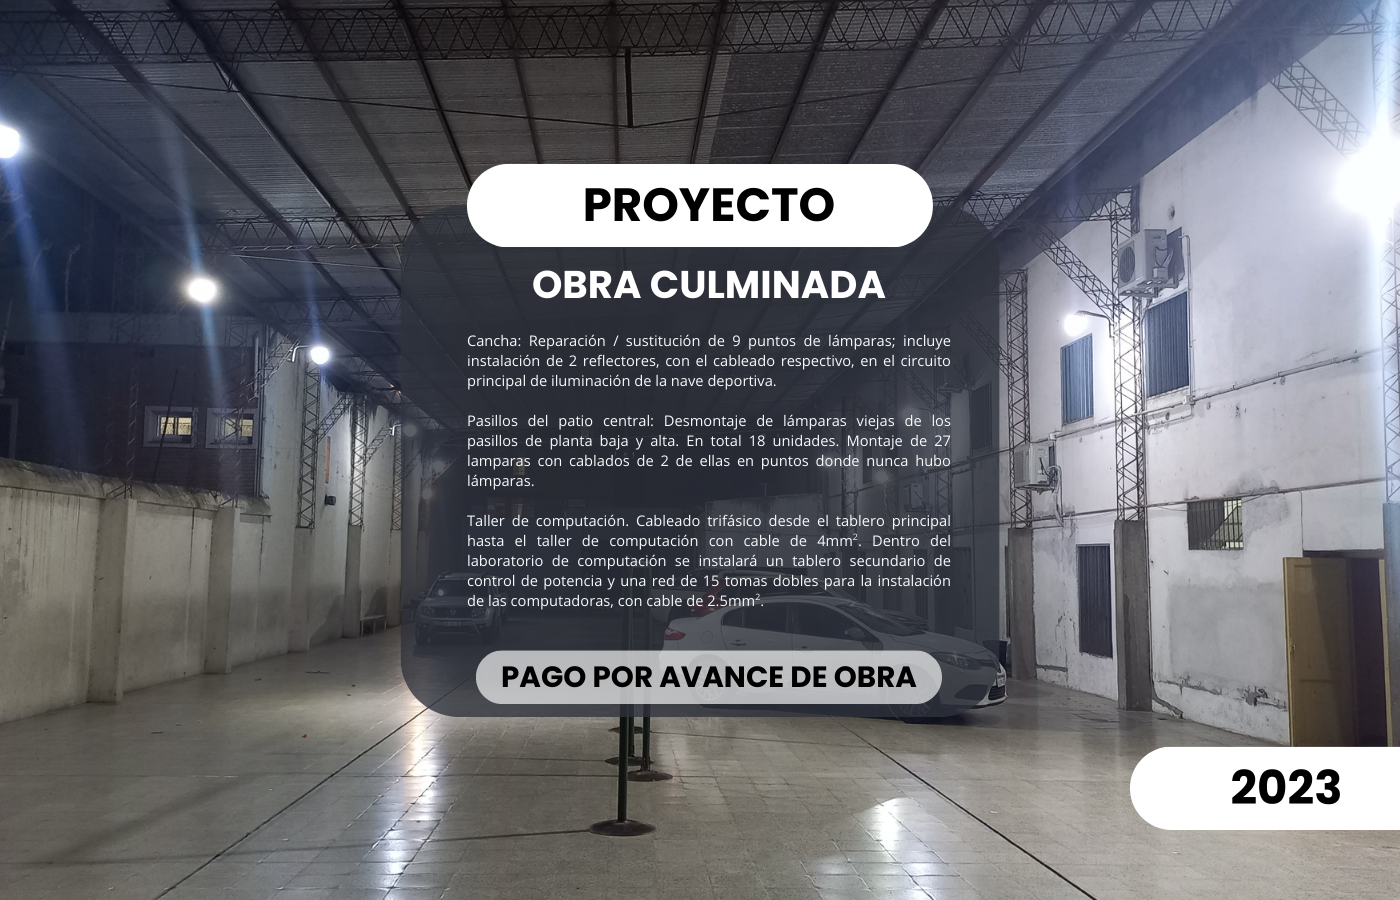 PROYECTO
OBRA CULMINADA
Cancha: Reparación / sustitución de 9 puntos de lámparas; incluye
instalación de 2 reflectores, con el cableado respectivo, en el circuito
principal de iluminación de la nave deportiva.
Pasillos del patio central: Desmontaje de lámparas viejas de los
pasillos de planta baja y alta. En total 18 unidades. Montaje de 27
lamparas con cablados de 2 de ellas en puntos donde nunca hubo
lámparas.
Taller de computación. Cableado trifásico desde el tablero principal
hasta el taller de computación con cable de 4mm². Dentro del
laboratorio de computación se instalará un tablero secundario de
control de potencia y una red de 15 tomas dobles para la instalación
de las computadoras, con cable de 2.5mm².
PAGO POR AVANCE DE OBRA
2023